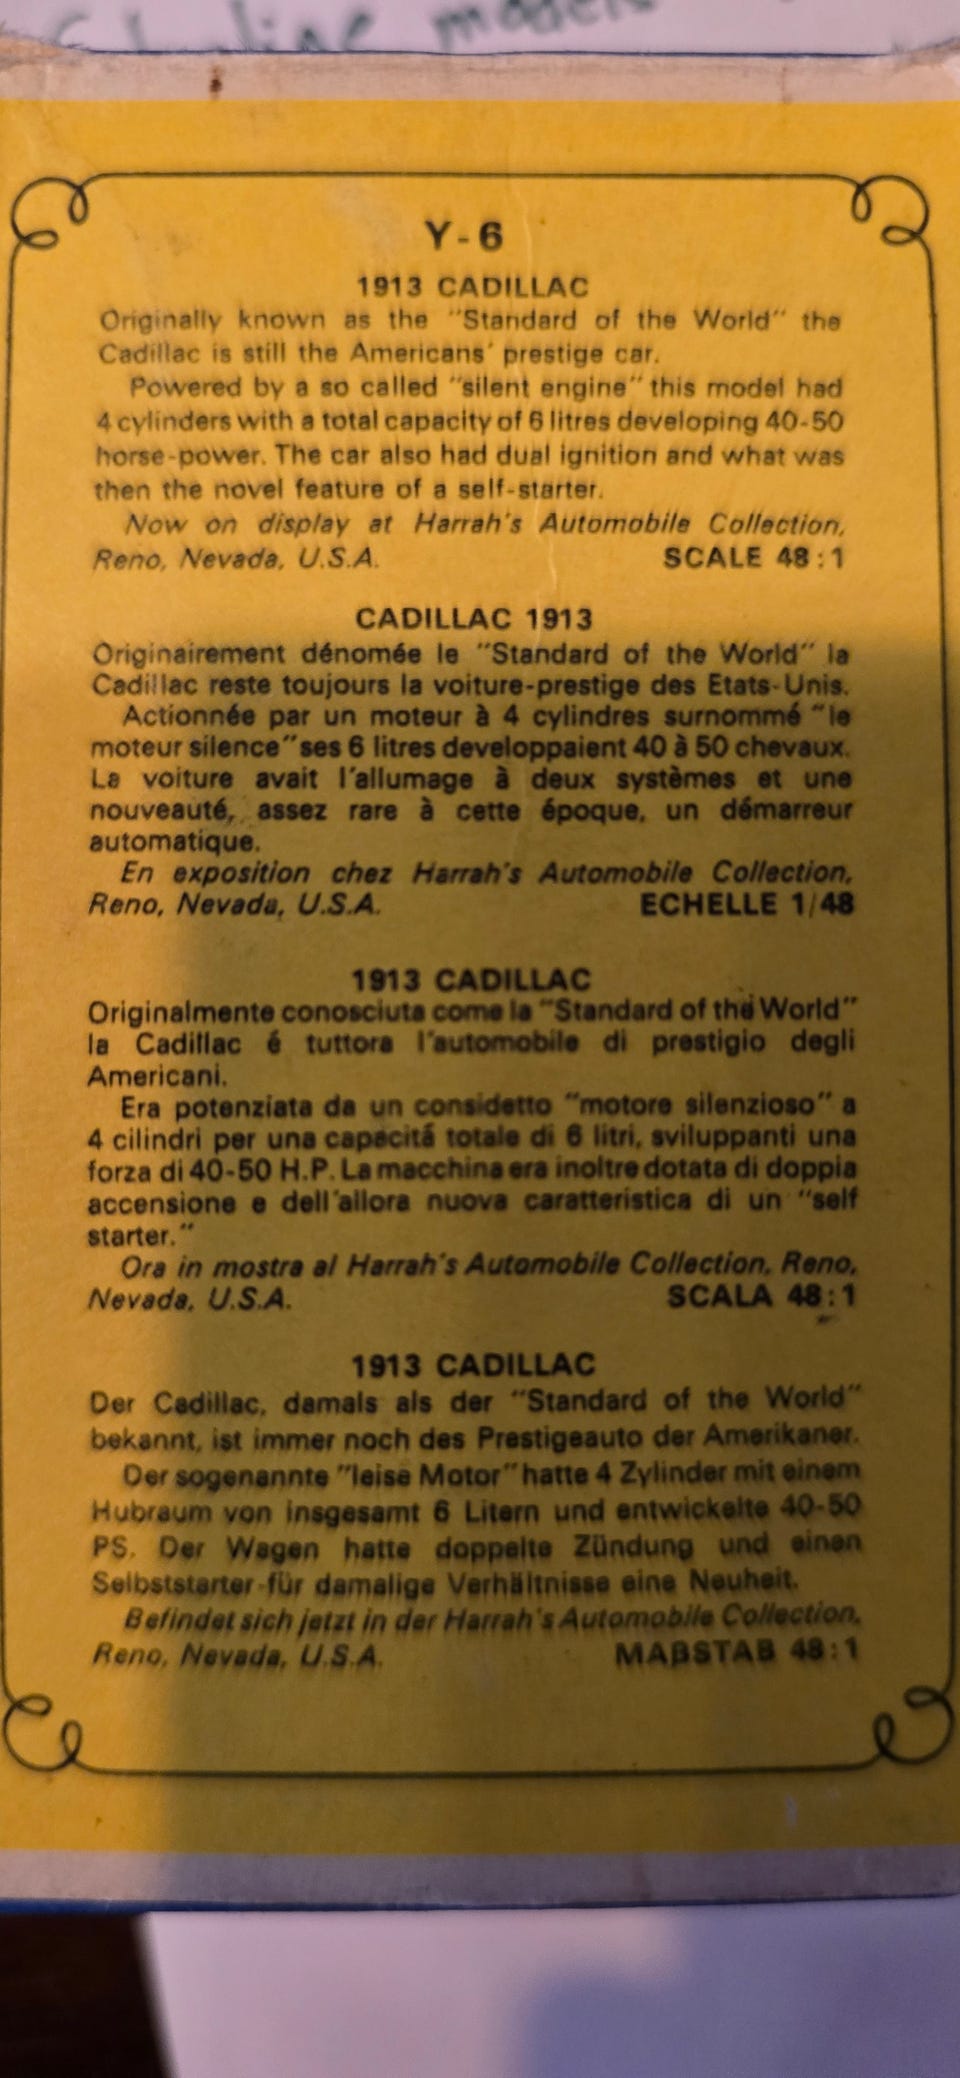 models
Y-6
1913 CADILLAC
Originally known as the "Standard of the World" the
Cadillac is still the Americans' prestige car.
Powered by a so called "silent engine" this model had
4 cylinders with a total capacity of 6 litres developing 40-50
horse-power. The car also had dual ignition and what was
then the novel feature of a self-starter.
Now on display at Harrah's Automobile Collection,
Reno, Nevada, U.S.A. SCALE 48:1
CADILLAC 1913
Originairement dénomée le "Standard of the World" la
Cadillac reste toujours la voiture-prestige des Etats-Unis.
Actionnée par un moteur à 4 cylindres surnommé "le
moteur silence" ses 6 litres developpaient 40 à 50 chevaux.
La voiture avait l'allumage à deux systèmes et une
nouveauté, assez rare à cette époque, un démarreur
automatique.
En exposition chez Harrah's Automobile Collection,
Reno, Nevada, U.S.A. ECHELLE 1/48
1913 CADILLAC
Originalmente conosciuta come la "Standard of the World"
la Cadillac é tuttora l'automobile di prestigio degli
Americani.
Era potenziata da un considetto "motore silenzioso" a
4 cilindri per una capacitá totale di 6 litri, sviluppanti una
forza di 40-50 H.P. La macchina era inoltre dotata di doppia
accensione e dell'allora nuova caratteristica di un "self
starter."
Ora in mostra al Harrah's Automobile Collection, Reno,
Nevada, U.S.A. SCALA 48:1
1913 CADILLAC
Der Cadillac, damals als der "Standard of the World"
bekannt, ist immer noch des Prestigeauto der Amerikaner.
Der sogenannte "leise Motor" hatte 4 Zylinder mit einem
Hubraum von insgesamt 6 Litern und entwickelte 40-50
PS. Der Wagen hatte doppelte Zündung und einen
Selbststarter-für damalige Verhältnisse eine Neuheit.
Befindet sich jetzt in der Harrah's Automobile Collection,
Reno, Nevada, U.S.A. MAßSTAB 48:1